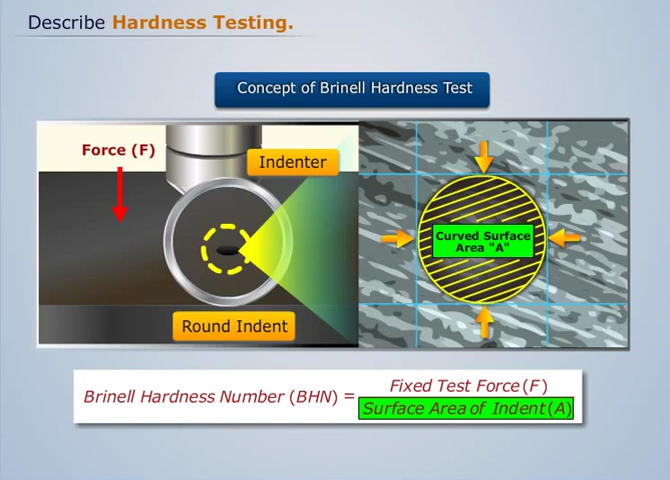 Describe Hardness Testing.
Concept of Brinell Hardness Test
Force (F)
Indenter
Curved Surface
Area "A"
Round Indent
Brinell Hardness Number (BHN) = Fixed Test Force (F)
Surface Area of Indent (A)